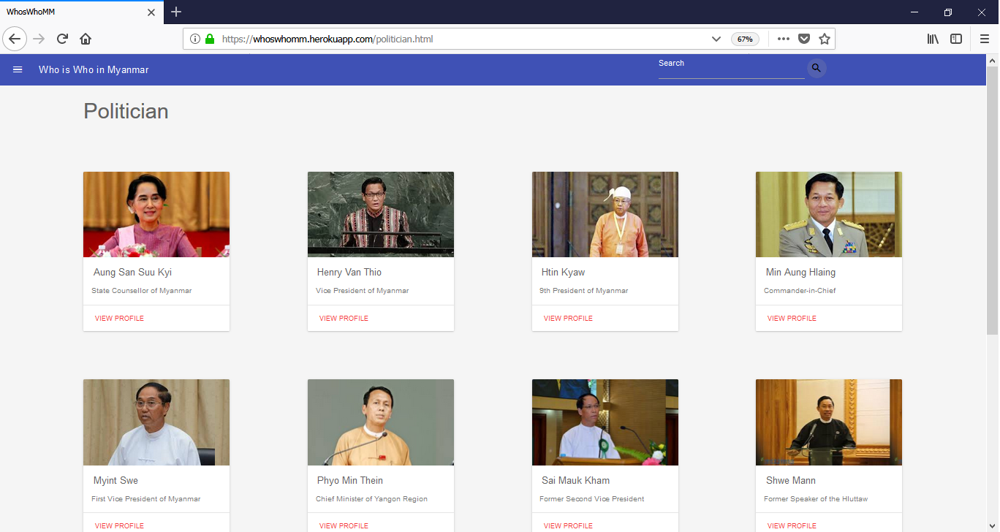 WhosWhoMM
https://whoswhomm.herokuapp.com/politician.html
67%
Who is Who in Myanmar
Search
Politician
Aung San Suu Kyi
State Counsellor of Myanmar
VIEW PROFILE
Henry Van Thio
Vice President of Myanmar
VIEW PROFILE
Htin Kyaw
9th President of Myanmar
VIEW PROFILE
Min Aung Hlaing
Commander-in-Chief
VIEW PROFILE
Myint Swe
First Vice President of Myanmar
VIEW PROFILE
Phyo Min Thein
Chief Minister of Yangon Region
VIEW PROFILE
Sai Mauk Kham
Former Second Vice President
VIEW PROFILE
Shwe Mann
Former Speaker of the Hluttaw
VIEW PROFILE